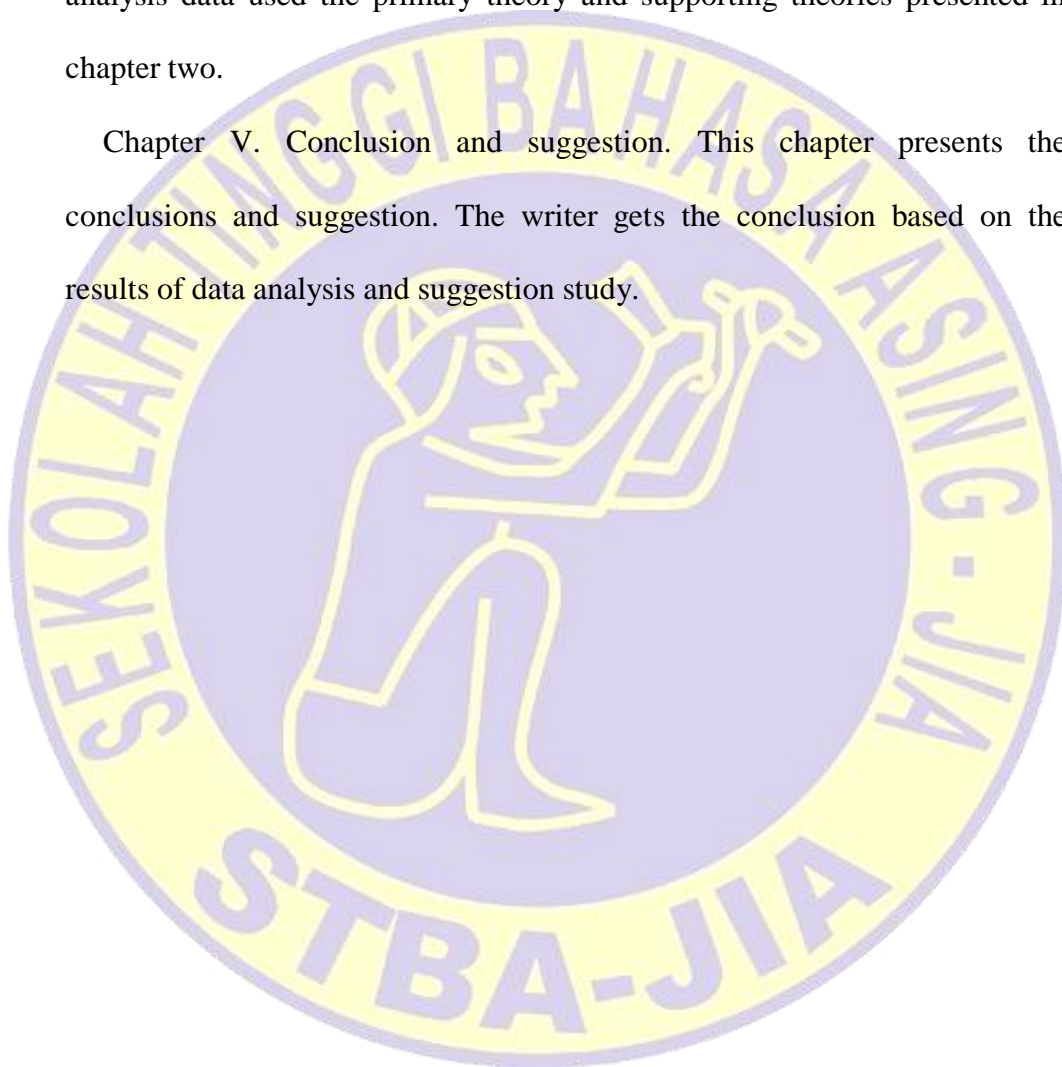 analysis data used the primary theory and supporting theories presented in
chapter two.
Chapter V. Conclusion and suggestion. This chapter presents the
conclusions and suggestion. The writer gets the conclusion based on the
results of data analysis and suggestion study.
SEKOLAH TINGGI BAHASA ASING - JIA
STBA-JIA